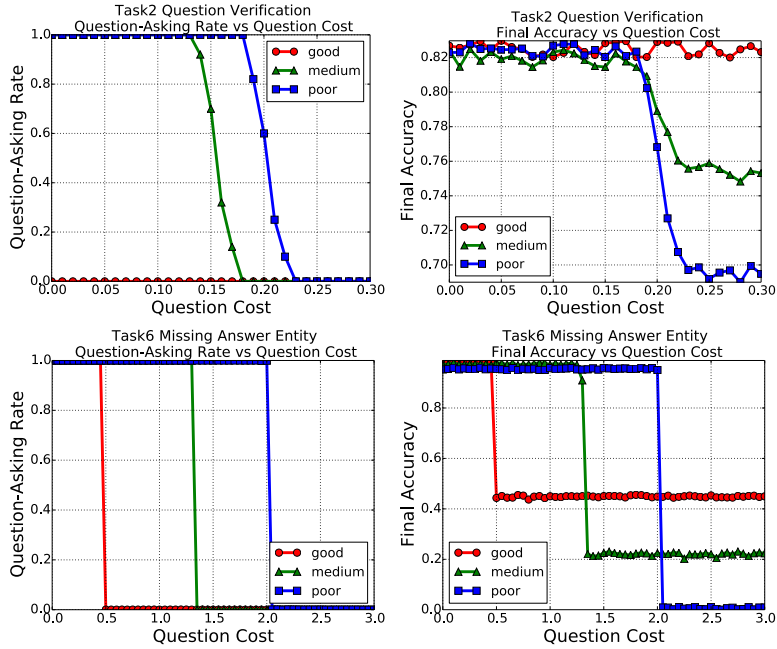 Task2 Question Verification
Question-Asking Rate vs Question Cost
Question-Asking Rate
1.0
0.8
0.6
0.4
0.2
0.0
0.00 0.05 0.10 0.15 0.20 0.25 0.30
Question Cost
good
medium
poor
Task2 Question Verification
Final Accuracy vs Question Cost
Final Accuracy
0.82
0.80
0.78
0.76
0.74
0.72
0.70
0.00 0.05 0.10 0.15 0.20 0.25 0.30
Question Cost
good
medium
poor
Task6 Missing Answer Entity
Question-Asking Rate vs Question Cost
Question-Asking Rate
1.0
0.8
0.6
0.4
0.2
0.0
0.0 0.5 1.0 1.5 2.0 2.5 3.0
Question Cost
good
medium
poor
Task6 Missing Answer Entity
Final Accuracy vs Question Cost
Final Accuracy
0.8
0.6
0.4
0.2
0.0
0.0 0.5 1.0 1.5 2.0 2.5 3.0
Question Cost
good
medium
poor